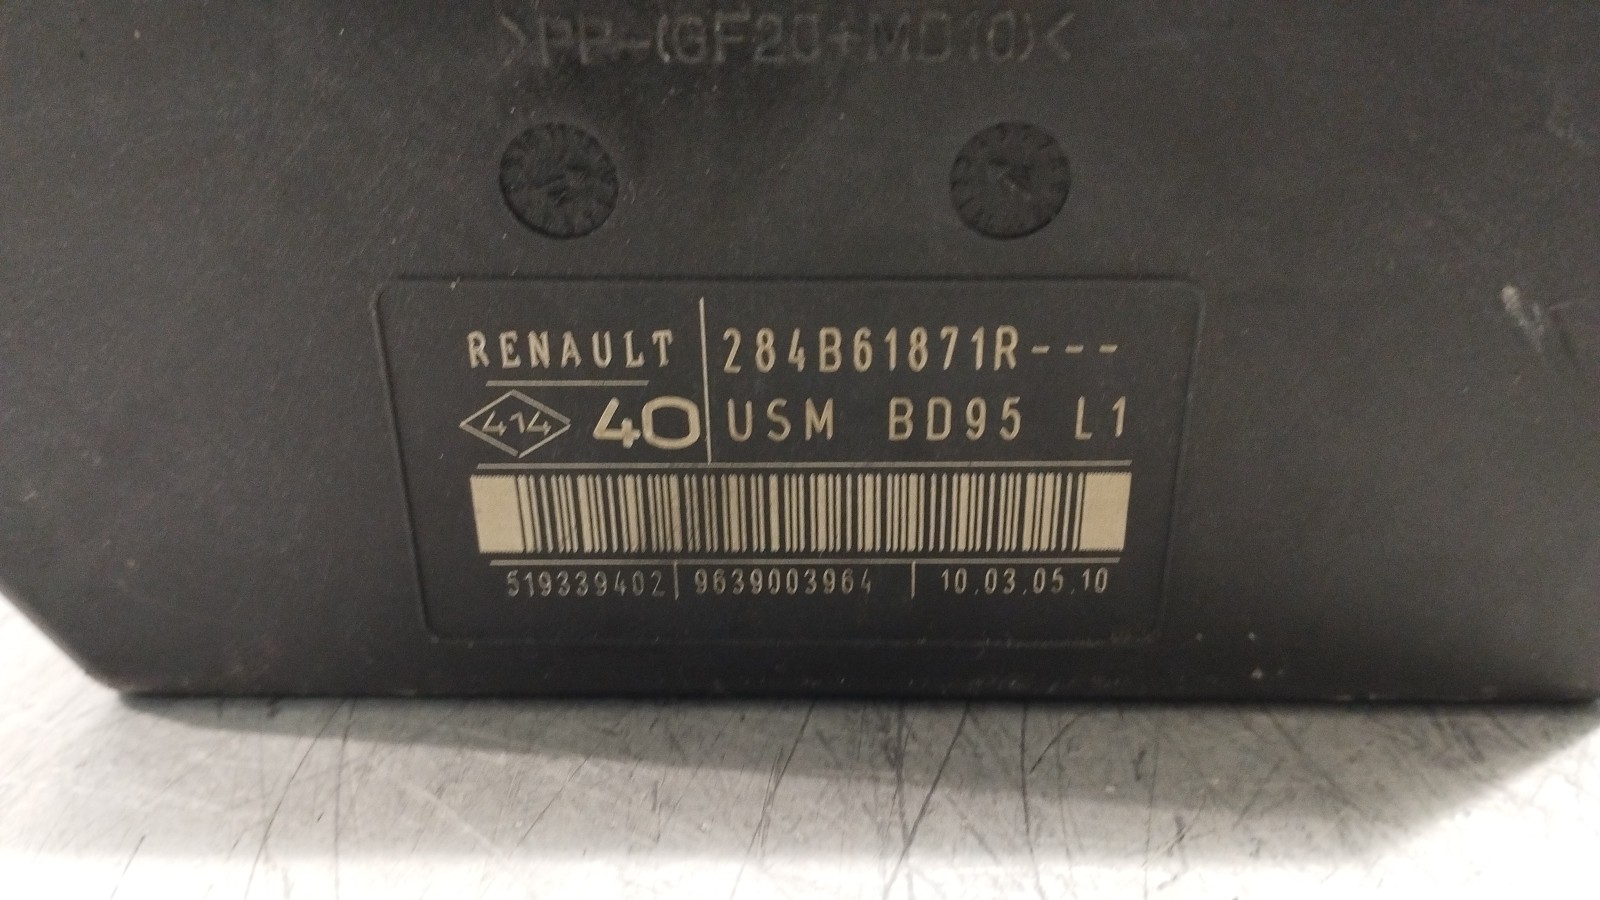 >PP-(GF20+MD10)<
RENAULT 284B61871R---
414 40 USM BD95 L1
519339402 9639003964 10.03.05.10